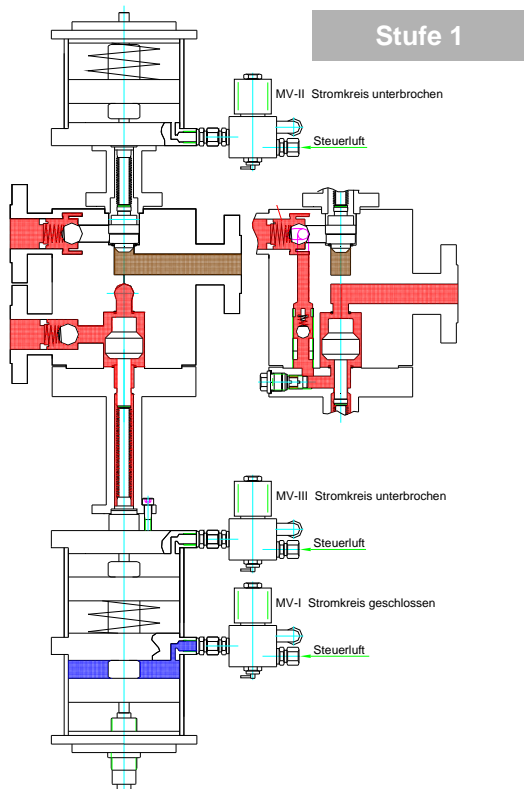 Stufe 1
MV-II Stromkreis unterbrochen
Steuerluft
MV-III Stromkreis unterbrochen
Steuerluft
MV-I Stromkreis geschlossen
Steuerluft